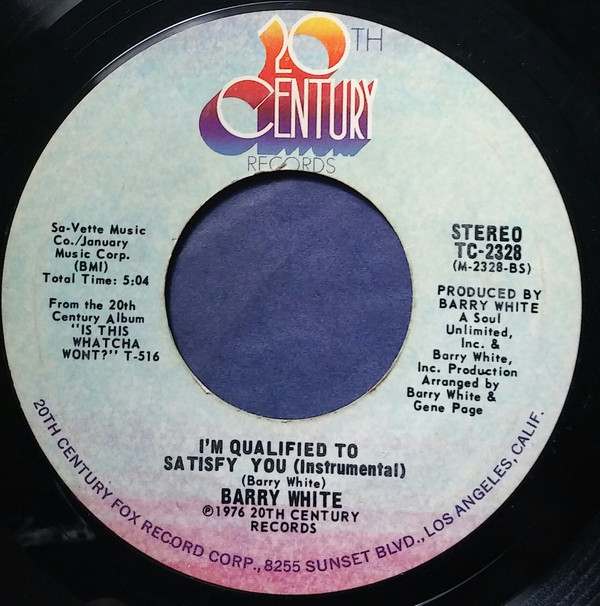 20TH
CENTURY
RECORDS
Sa-Vette Music
Co./January
Music Corp.
(BMI)
Total Time: 5:04
From the 20th
Century Album
"IS THIS
WHATCHA
WONT?" T-516
STEREO
TC-2328
(M-2328-BS)
PRODUCED BY
BARRY WHITE
A Soul
Unlimited,
Inc. &
Barry White,
Inc. Production
Arranged by
Barry White &
Gene Page
I'M QUALIFIED TO
SATISFY YOU (Instrumental)
(Barry White)
BARRY WHITE
℗1976 20TH CENTURY
RECORDS
20TH CENTURY FOX RECORD CORP., 8255 SUNSET BLVD., LOS ANGELES, CALIF.